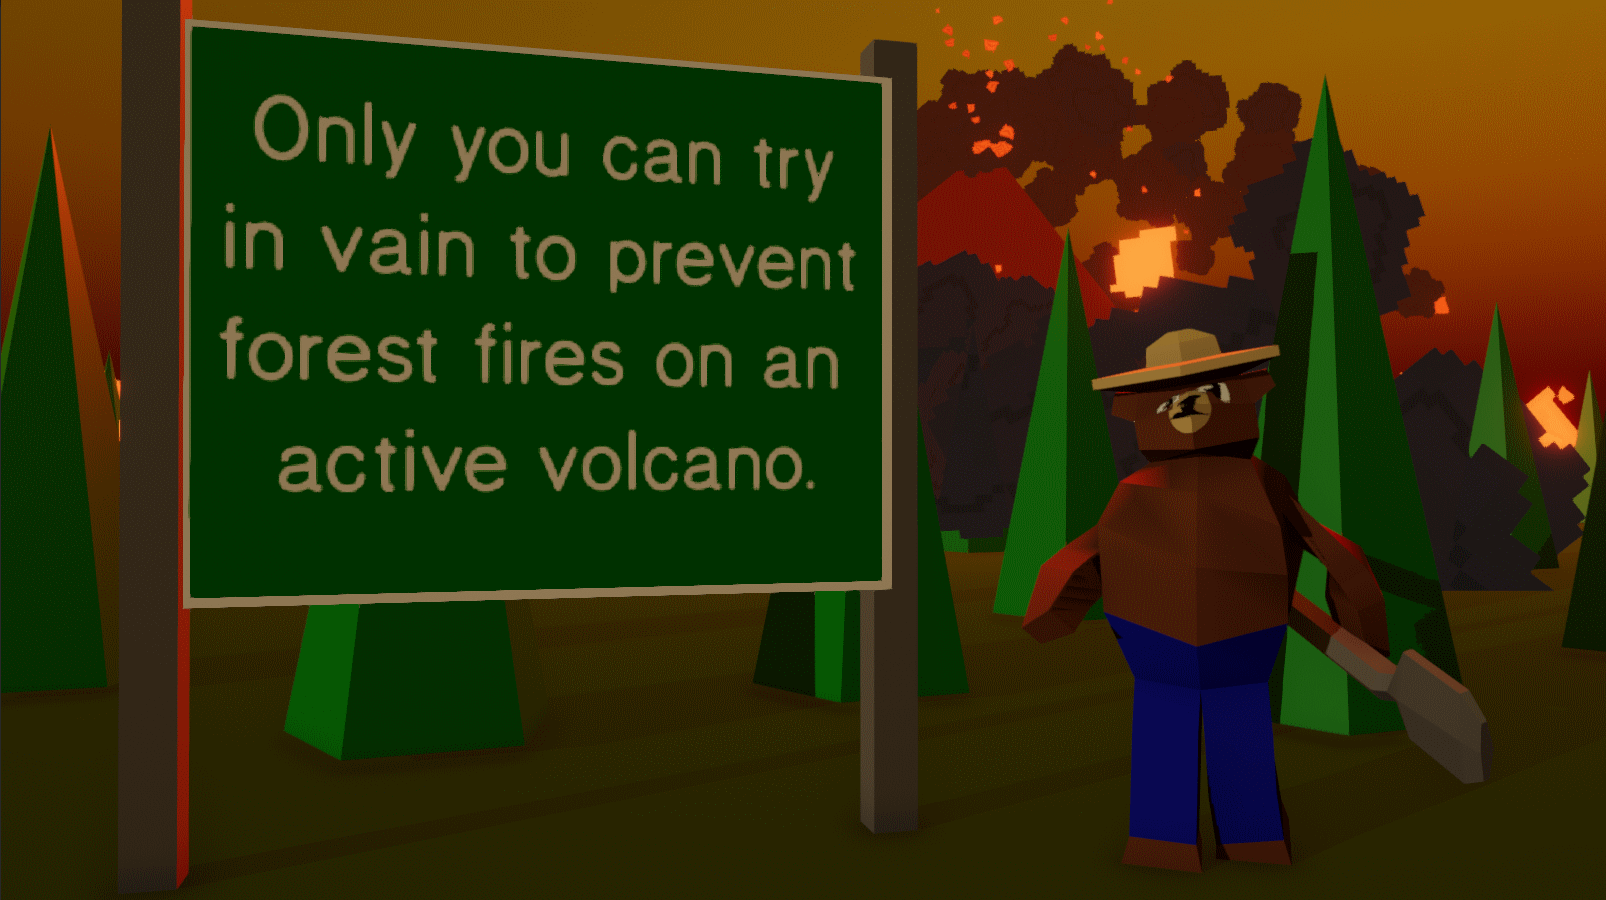 Only you can try
in vain to prevent
forest fires on an
active volcano.